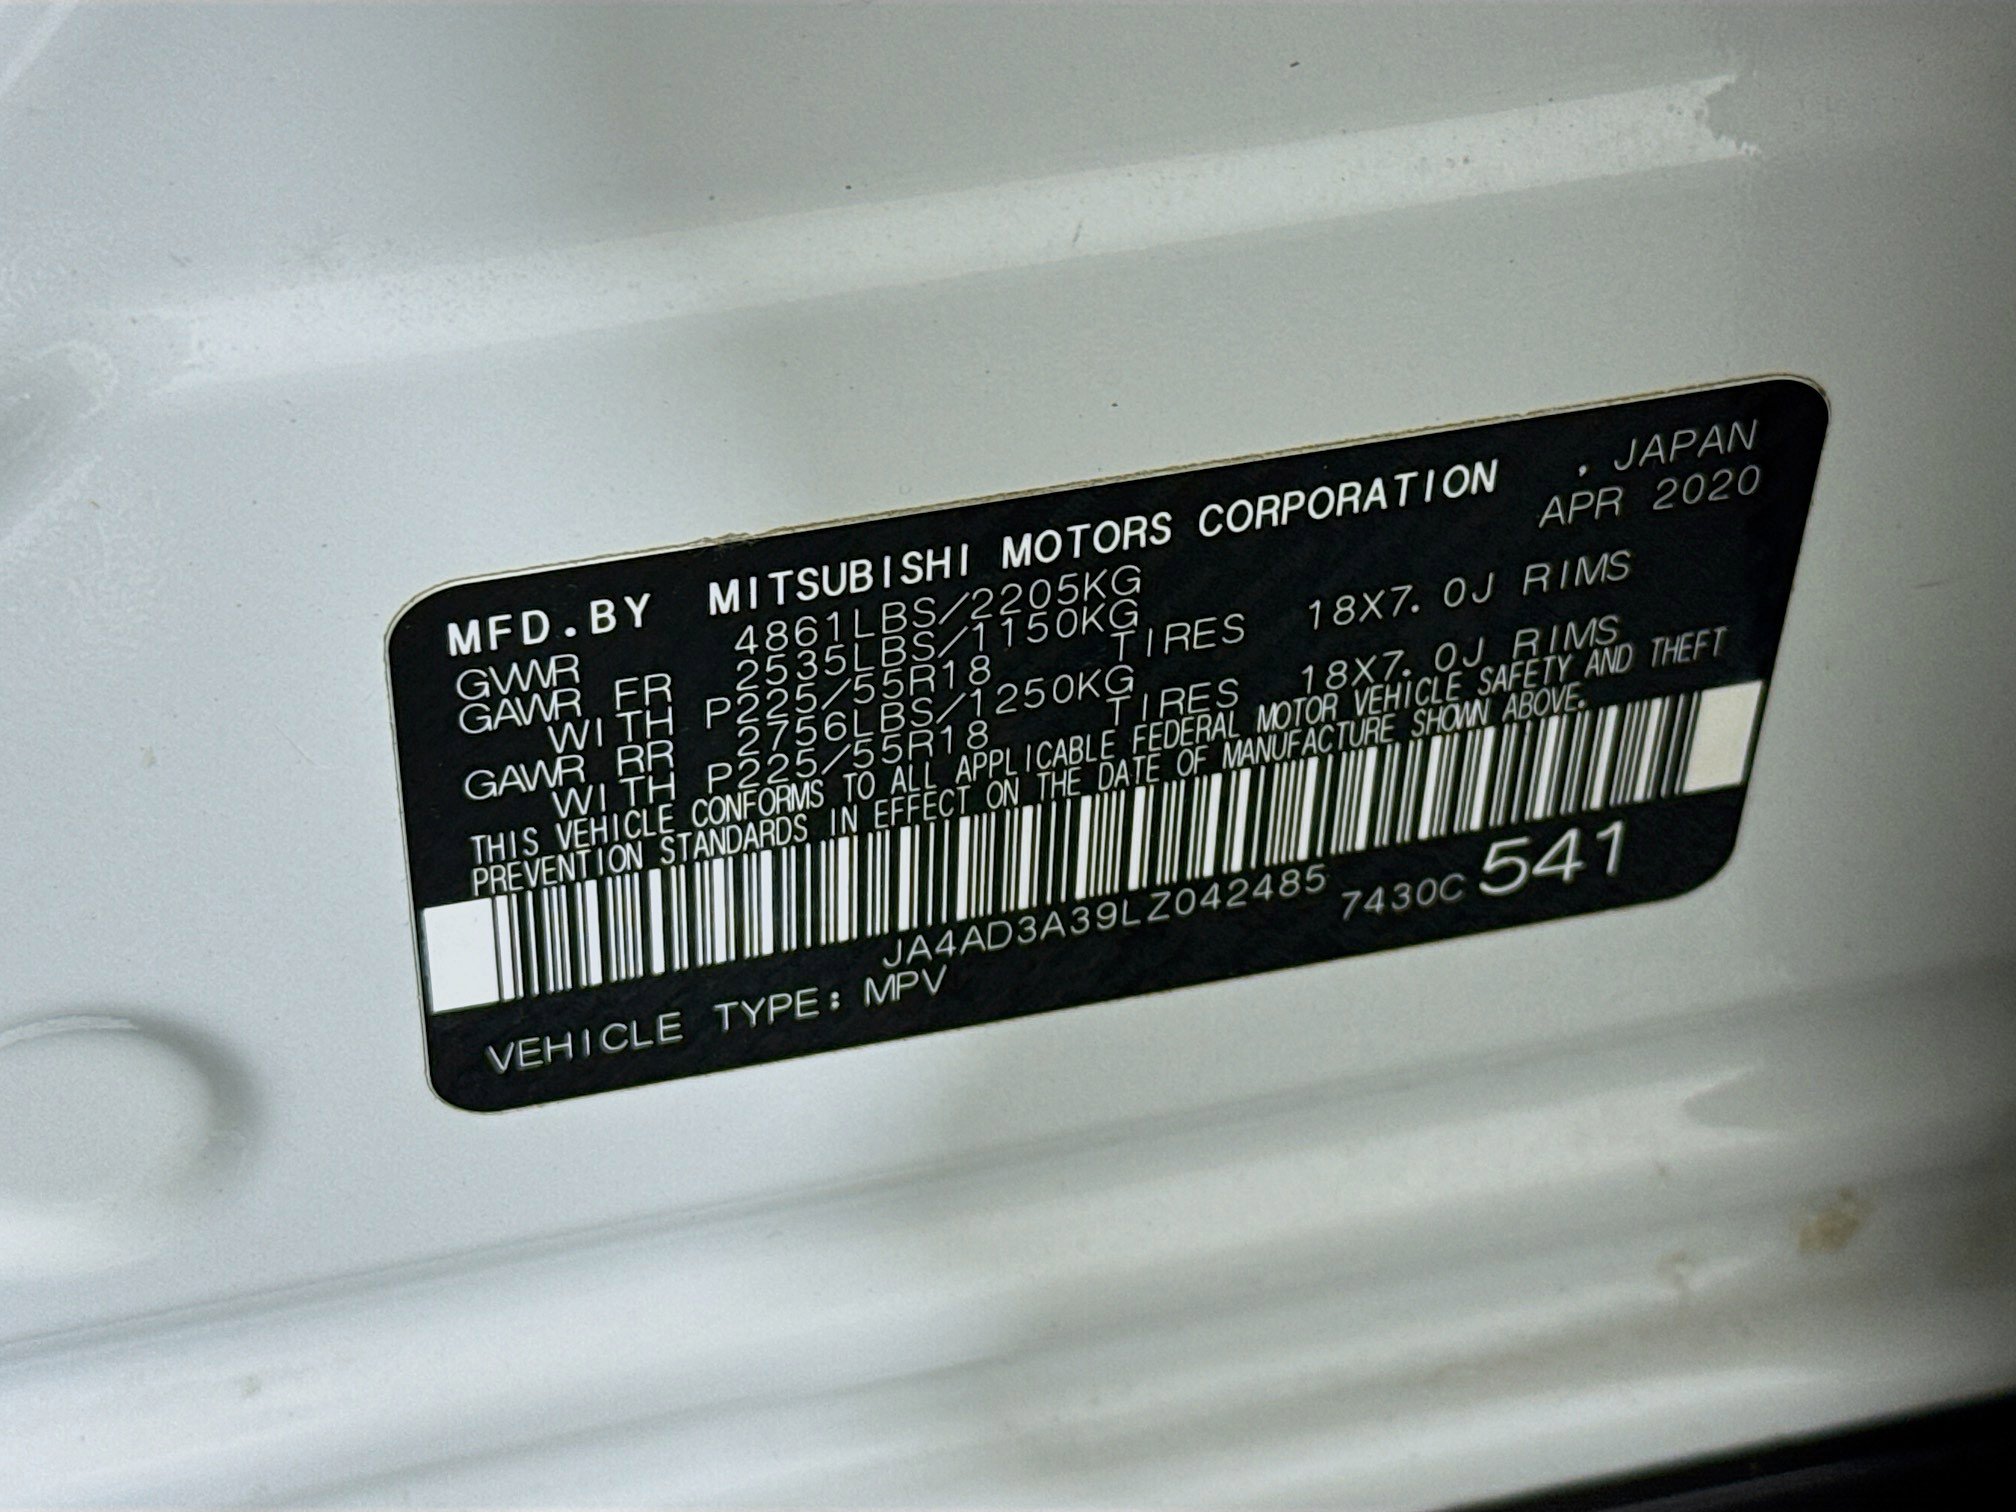 MFD.BY MITSUBISHI MOTORS CORPORATION , JAPAN
GVWR 4861LBS/2205KG APR 2020
GAWR FR 2535LBS/1150KG
WITH P225/55R18 TIRES 18X7.0J RIMS
GAWR RR 2756LBS/1250KG
WITH P225/55R18 TIRES 18X7.0J RIMS
THIS VEHICLE CONFORMS TO ALL APPLICABLE FEDERAL MOTOR VEHICLE SAFETY AND THEFT
PREVENTION STANDARDS IN EFFECT ON THE DATE OF MANUFACTURE SHOWN ABOVE.
JA4AD3A39LZ042485 7430C 541
VEHICLE TYPE: MPV